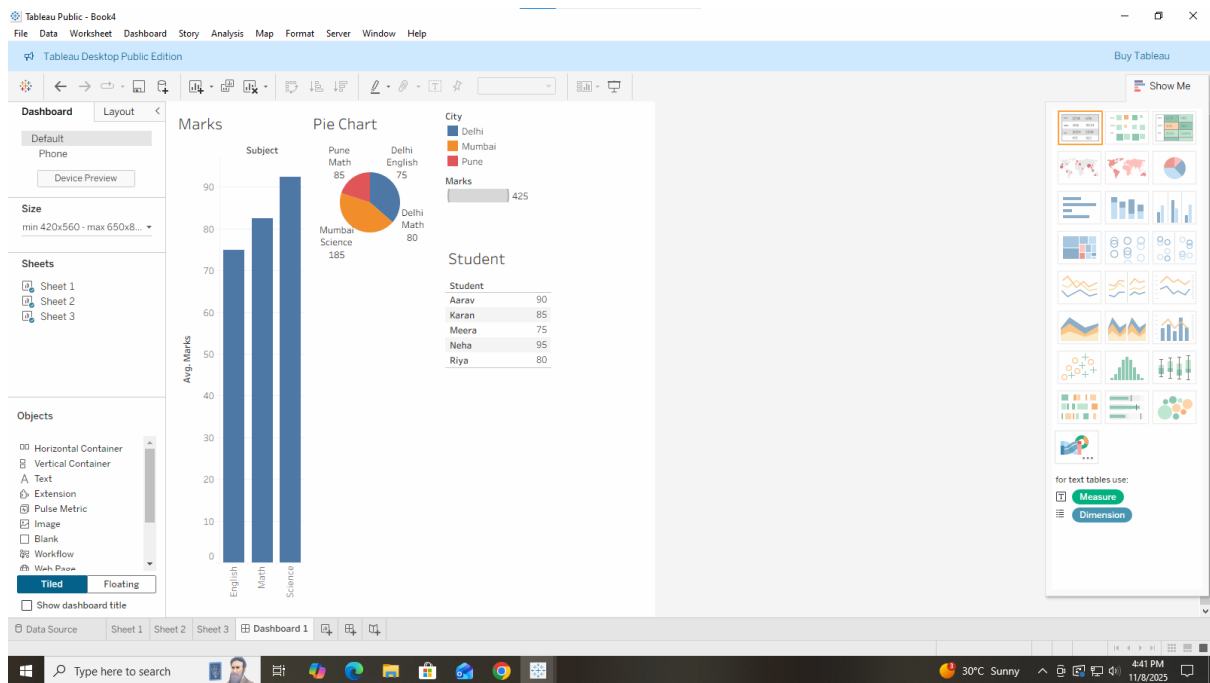 Tableau Public - Book4
File Data Worksheet Dashboard Story Analysis Map Format Server Window Help
Tableau Desktop Public Edition
Buy Tableau
Show Me
Dashboard
Layout
Default
Phone
Device Preview
Size
min 420x560 - max 650x8...
Sheets
Sheet 1
Sheet 2
Sheet 3
Objects
Horizontal Container
Vertical Container
Text
Extension
Pulse Metric
Image
Blank
Workflow
Web Page
Tiled
Floating
Show dashboard title
Marks
Subject
90
80
70
60
50
40
30
20
10
0
Avg. Marks
English
Math
Science
Pie Chart
Pune
Math
85
Delhi
English
75
Delhi
Math
80
Mumbai
Science
185
City
Delhi
Mumbai
Pune
Marks
425
Student
Student
Aarav 90
Karan 85
Meera 75
Neha 95
Riya 80
for text tables use:
Measure
Dimension
Data Source
Sheet 1
Sheet 2
Sheet 3
Dashboard 1
Type here to search
30°C Sunny
4:41 PM
11/8/2025